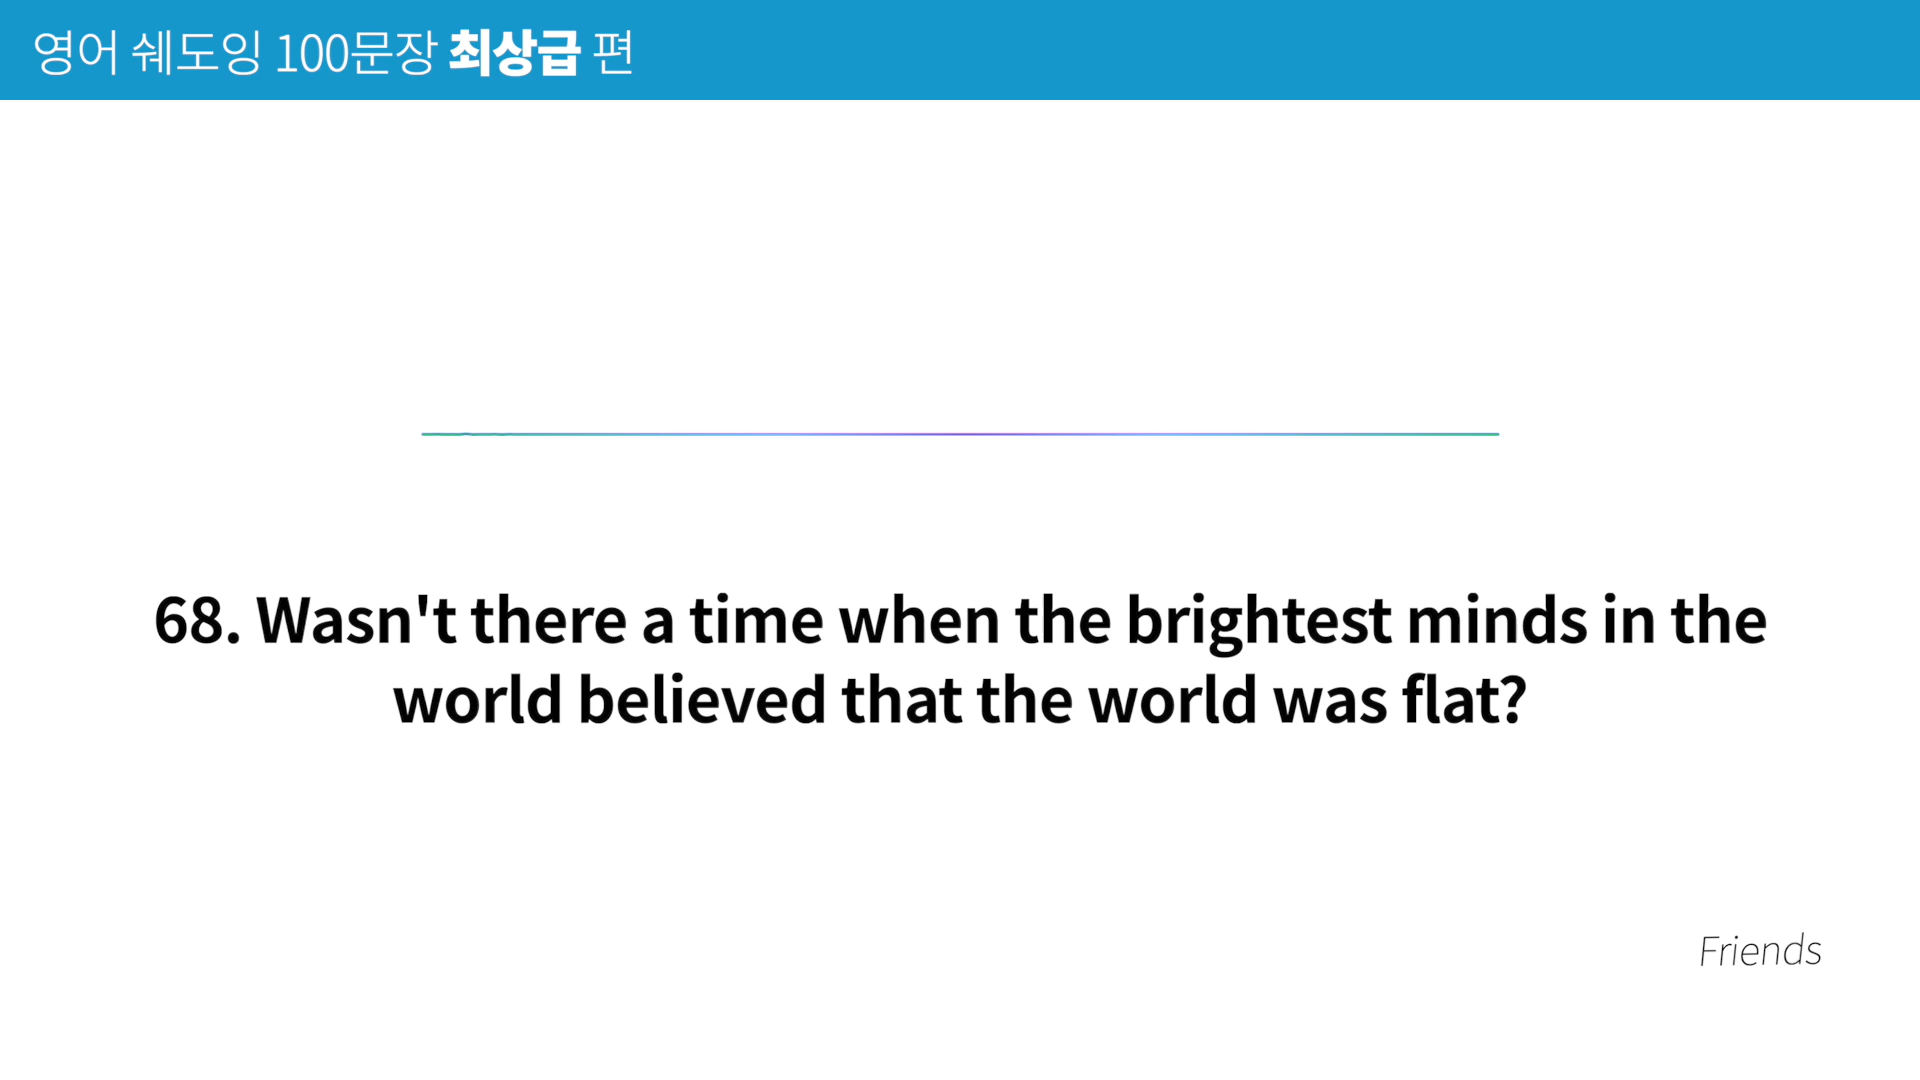 영어 쉐도잉 100문장 최상급 편
68. Wasn't there a time when the brightest minds in the
world believed that the world was flat?
Friends